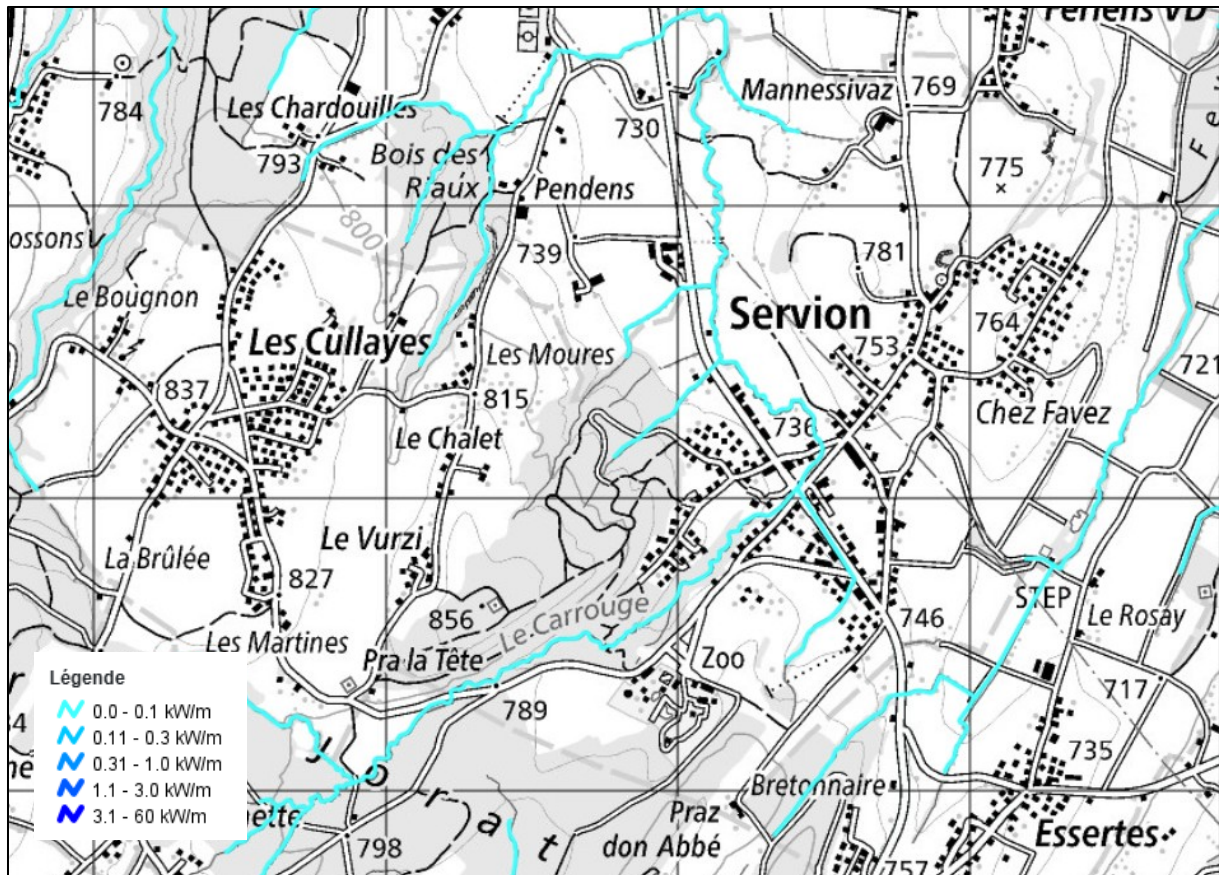 Ferlens VD
784
Les Chardouilles
793
Bois des
Riaux
Pendens
730
Mannessivaz
769
775
800
739
781
ossons
Le Bougnon
Les Cullayes
837
Les Moures
815
Le Chalet
Servion
753
764
736
Chez Favez
721
La Brûlée
Le Vurzi
827
856
Le Carrouge
Les Martines
Pra la Tête
789
Zoo
746
STEP
Le Rosay
717
735
Bretonnaire
Praz
don Abbé
757
Essertes
798
r
J
o
r
a
t
Légende
0.0 - 0.1 kW/m
0.11 - 0.3 kW/m
0.31 - 1.0 kW/m
1.1 - 3.0 kW/m
3.1 - 60 kW/m